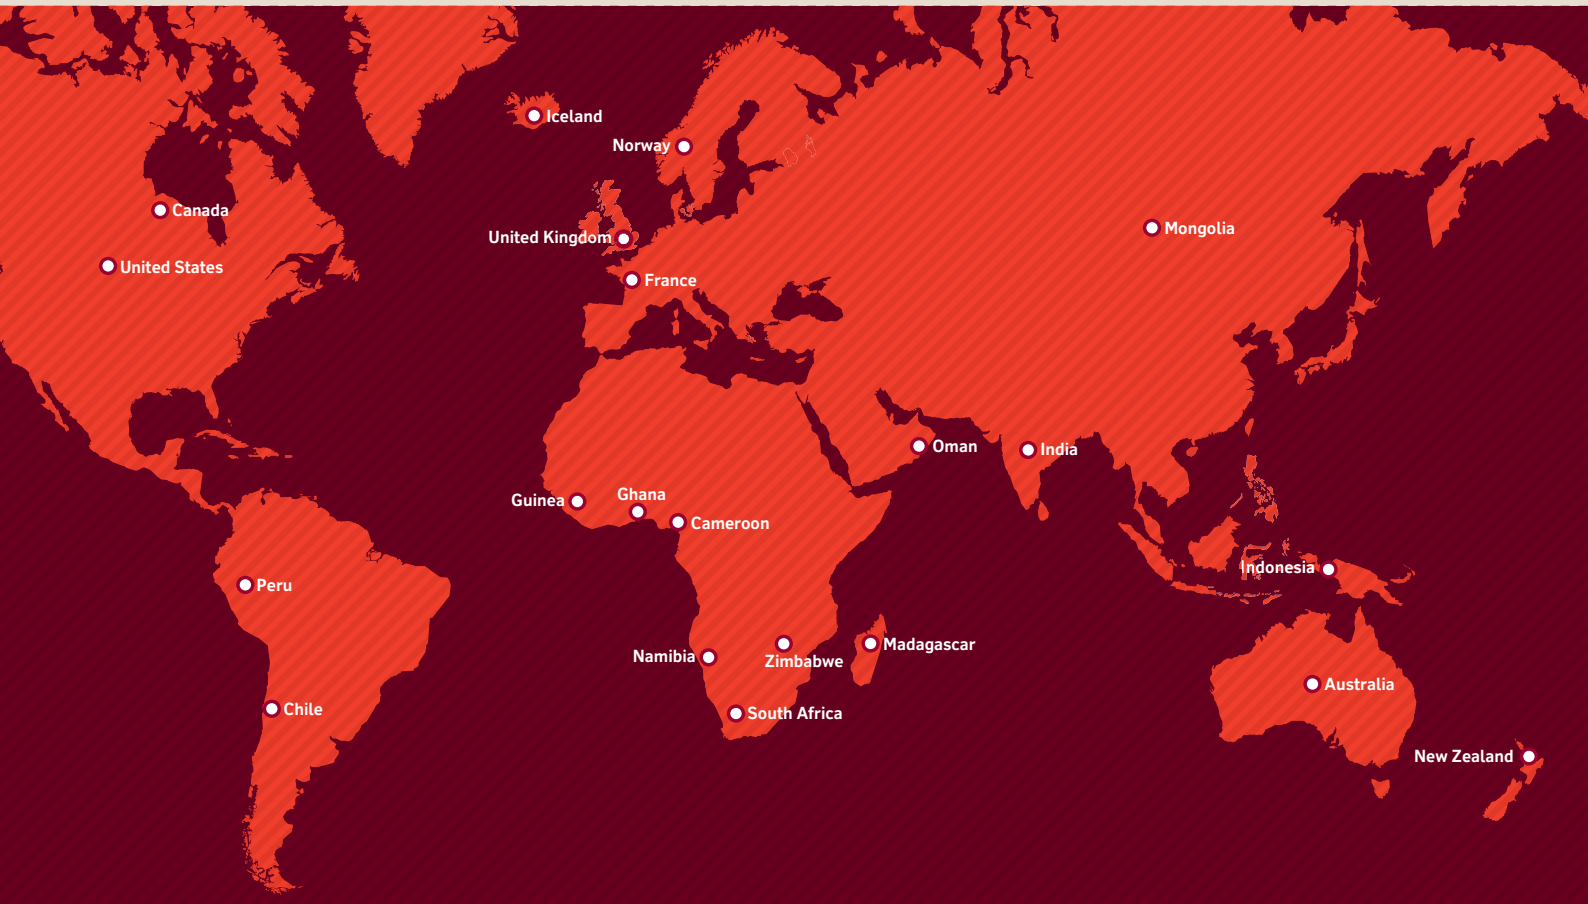 Iceland
Norway
Canada
Mongolia
United Kingdom
United States
France
Oman
India
Ghana
Guinea
Cameroon
Indonesia
Peru
Madagascar
Namibia
Zimbabwe
Australia
Chile
South Africa
New Zealand